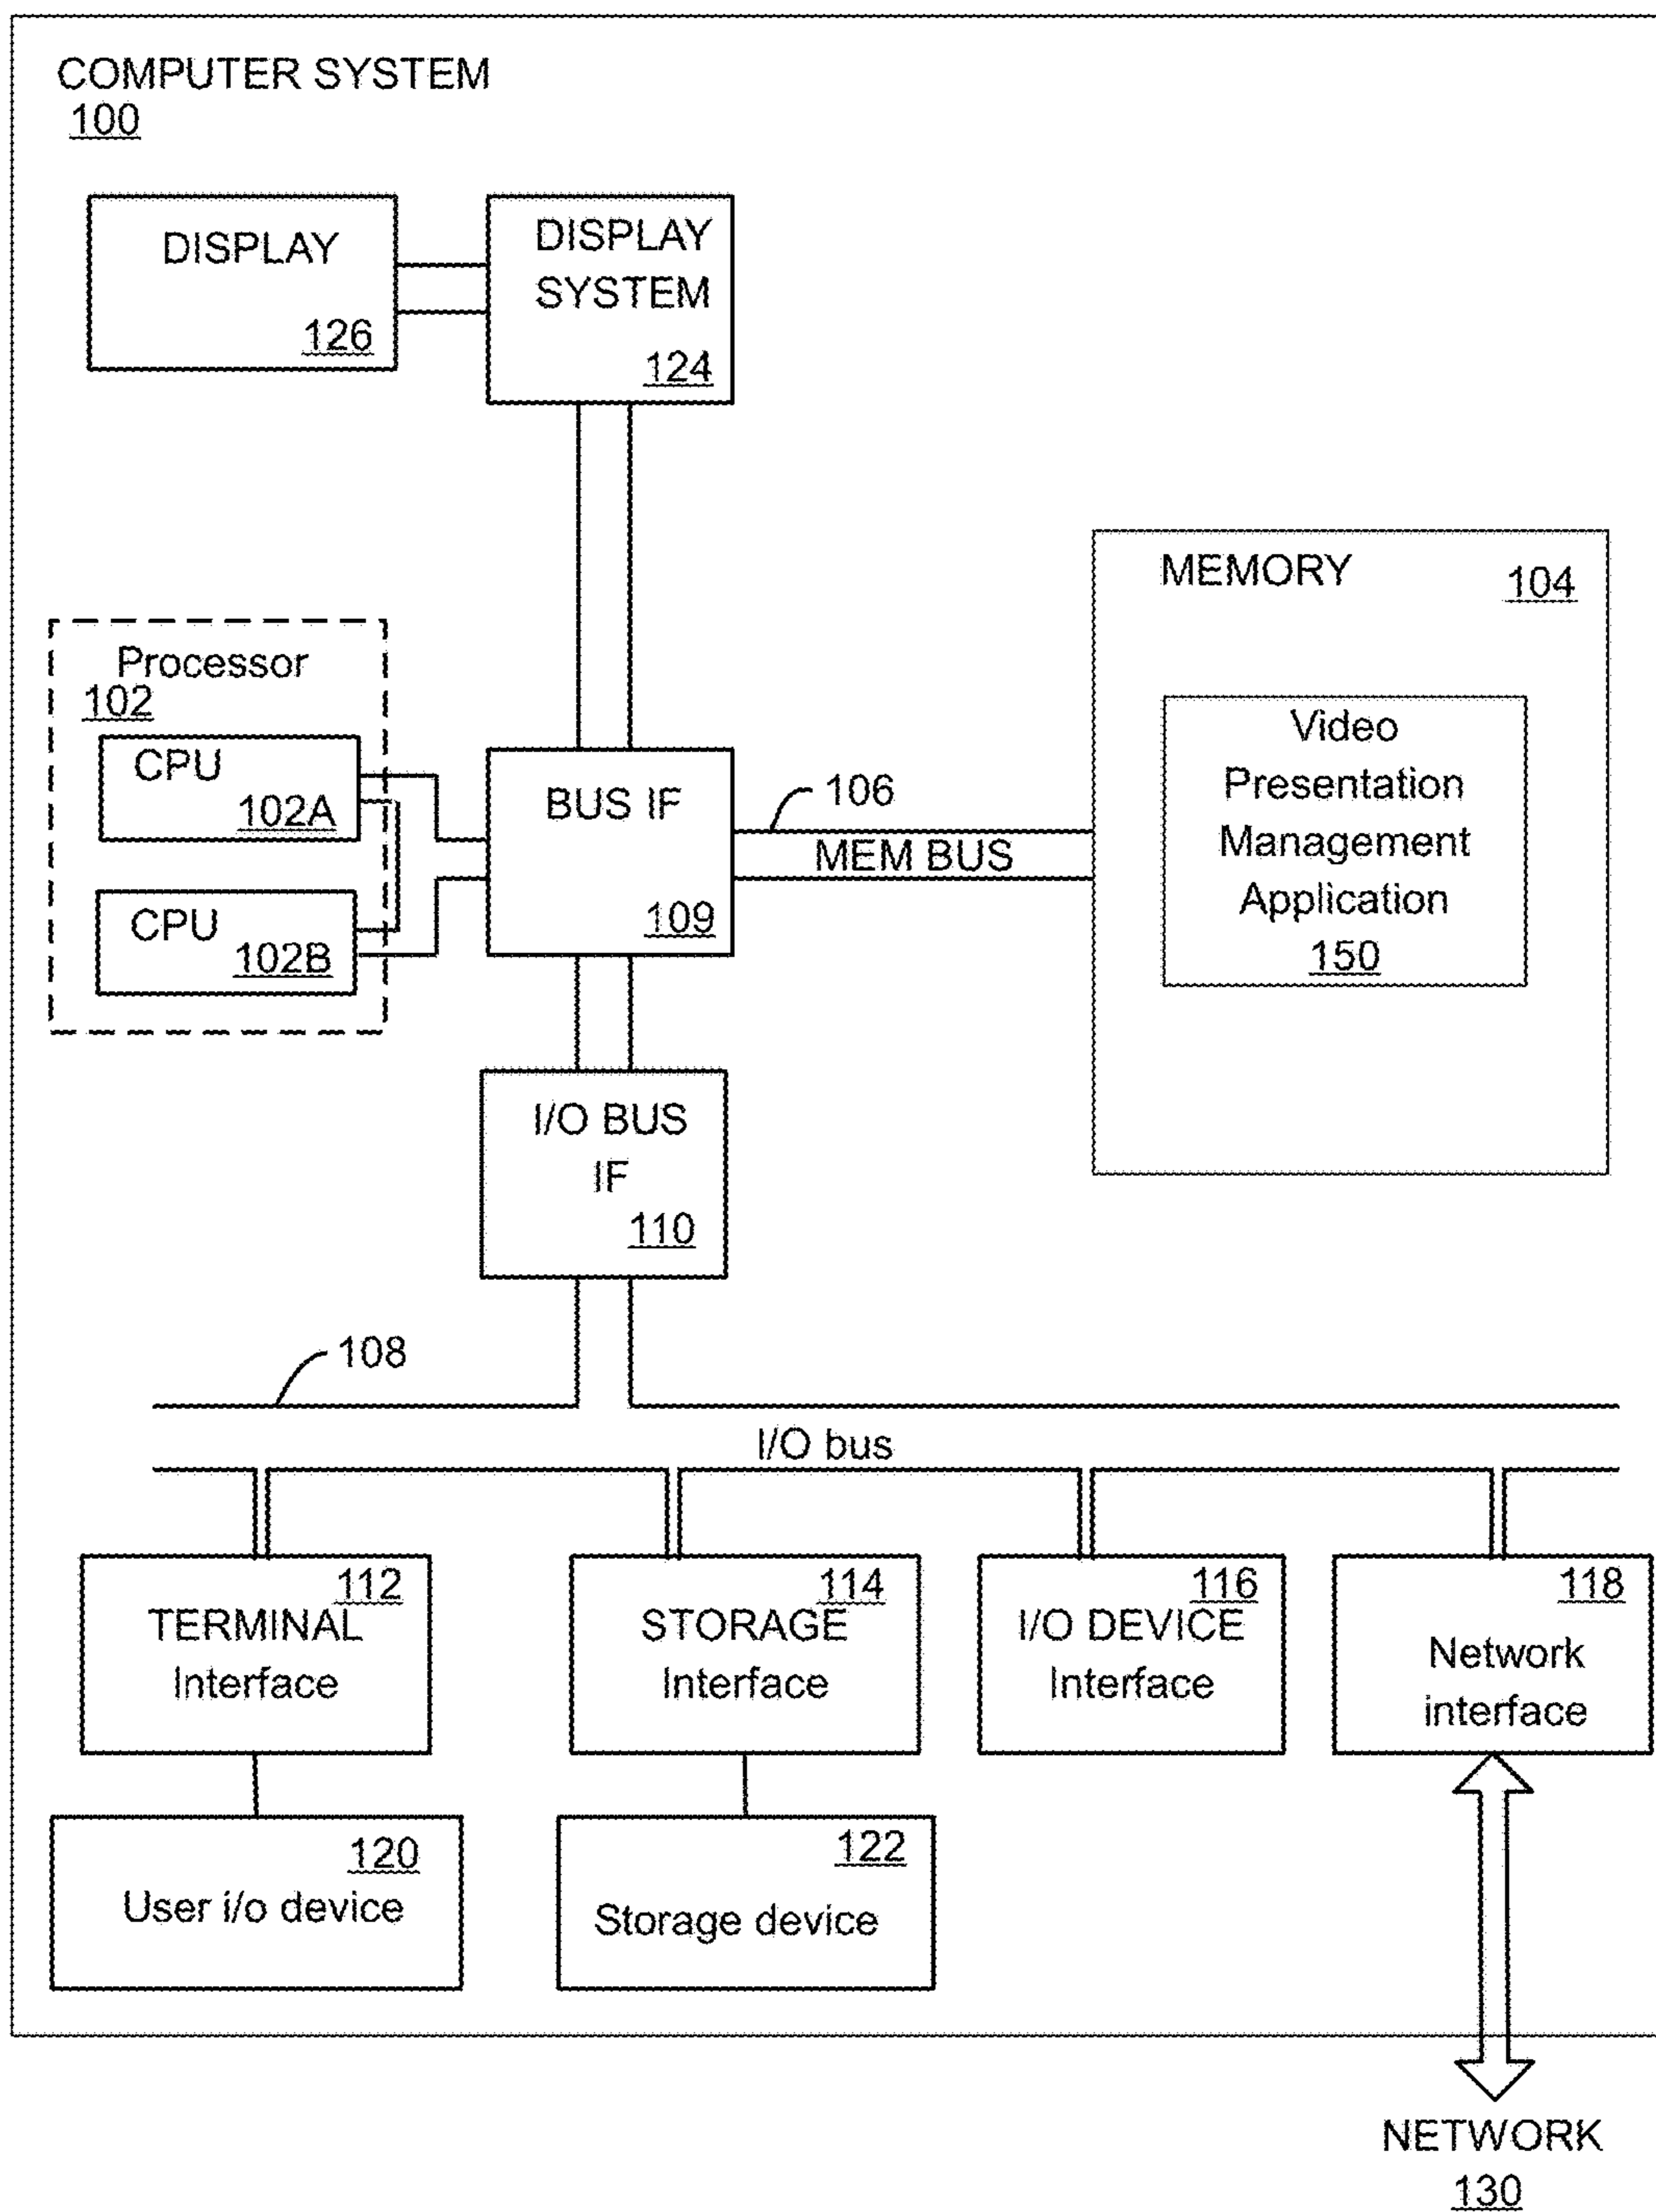 COMPUTER SYSTEM
100
DISPLAY
126
DISPLAY
SYSTEM
124
MEMORY
104
Video
Presentation
Management
Application
150
Processor
102
CPU
102A
CPU
102B
BUS IF
109
106
MEM BUS
I/O BUS
IF
110
108
I/O bus
112
TERMINAL
Interface
114
STORAGE
Interface
116
I/O DEVICE
Interface
118
Network
interface
120
User i/o device
122
Storage device
NETWORK
130